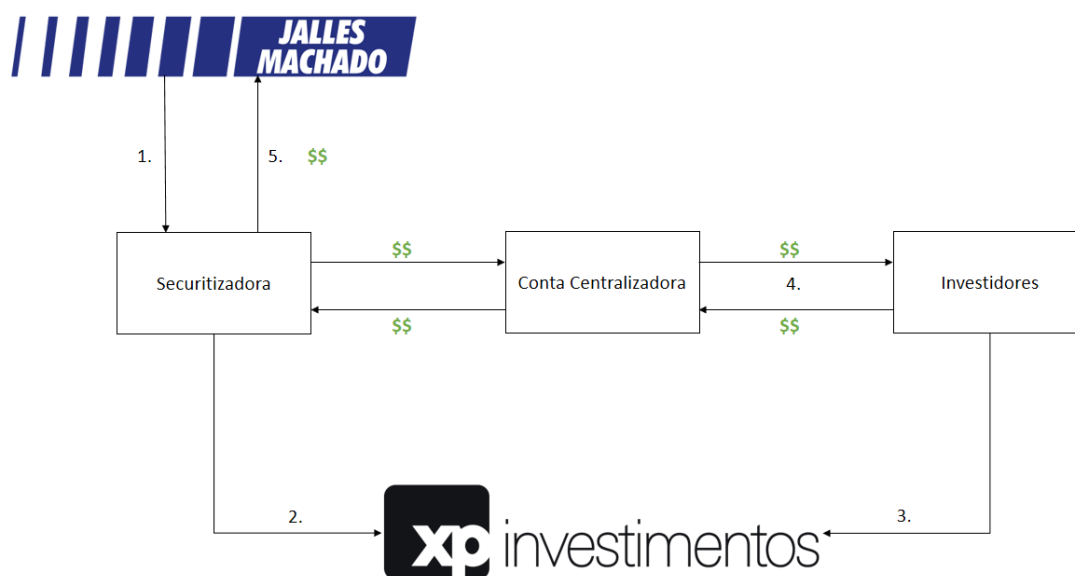 JALLES
MACHADO
1.
5. $$
$$
$$
Securitizadora
Conta Centralizadora
4.
Investidores
$$
$$
2.
3.
xp investimentos